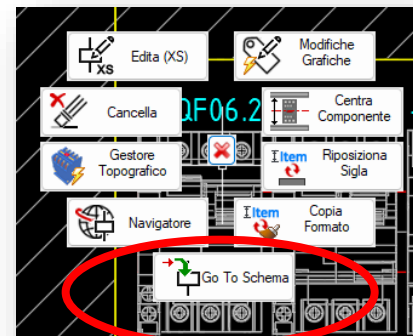 Edita (XS)
XS
Modifiche
Grafiche
Cancella
QF06.2
Centra
Componente
Gestore
Topografico
Item
Riposiziona
Sigla
Navigatore
Item
Copia
Formato
Go To Schema